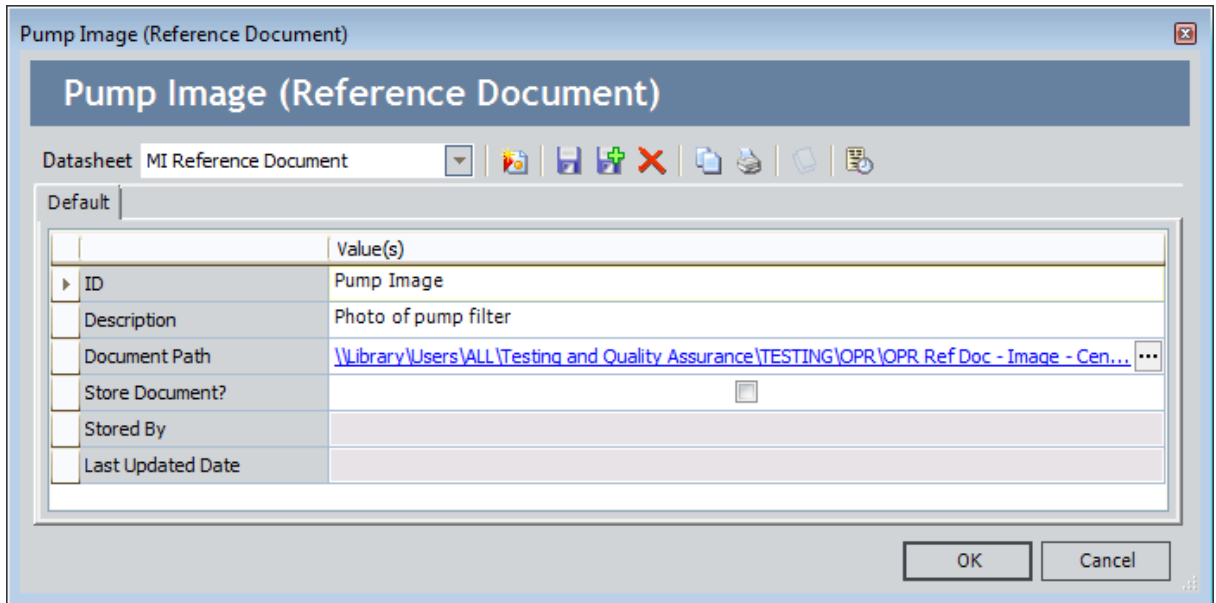 Pump Image (Reference Document)
Pump Image (Reference Document)
Datasheet MI Reference Document
Default
Value(s)
ID Pump Image
Description Photo of pump filter
Document Path \\Library\Users\ALL\Testing and Quality Assurance\TESTING\OPR\OPR Ref Doc - Image - Cen... ...
Store Document?
Stored By
Last Updated Date
OK Cancel